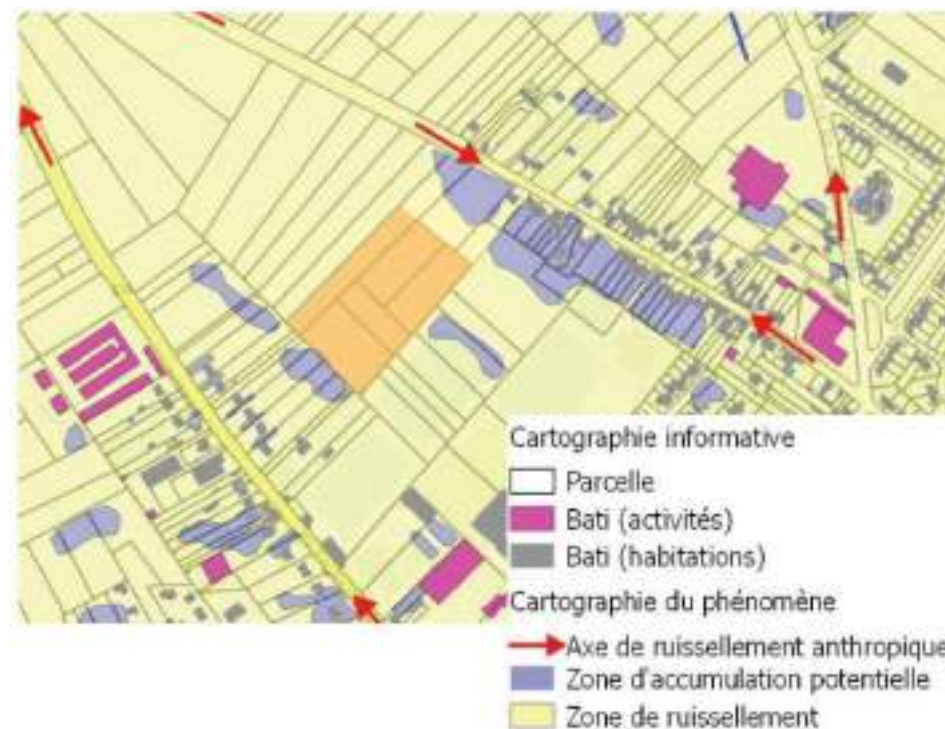 Cartographie informative
Parcelle
Bati (activités)
Bati (habitations)
Cartographie du phénomène
Axe de ruissellement anthropique
Zone d'accumulation potentielle
Zone de ruissellement